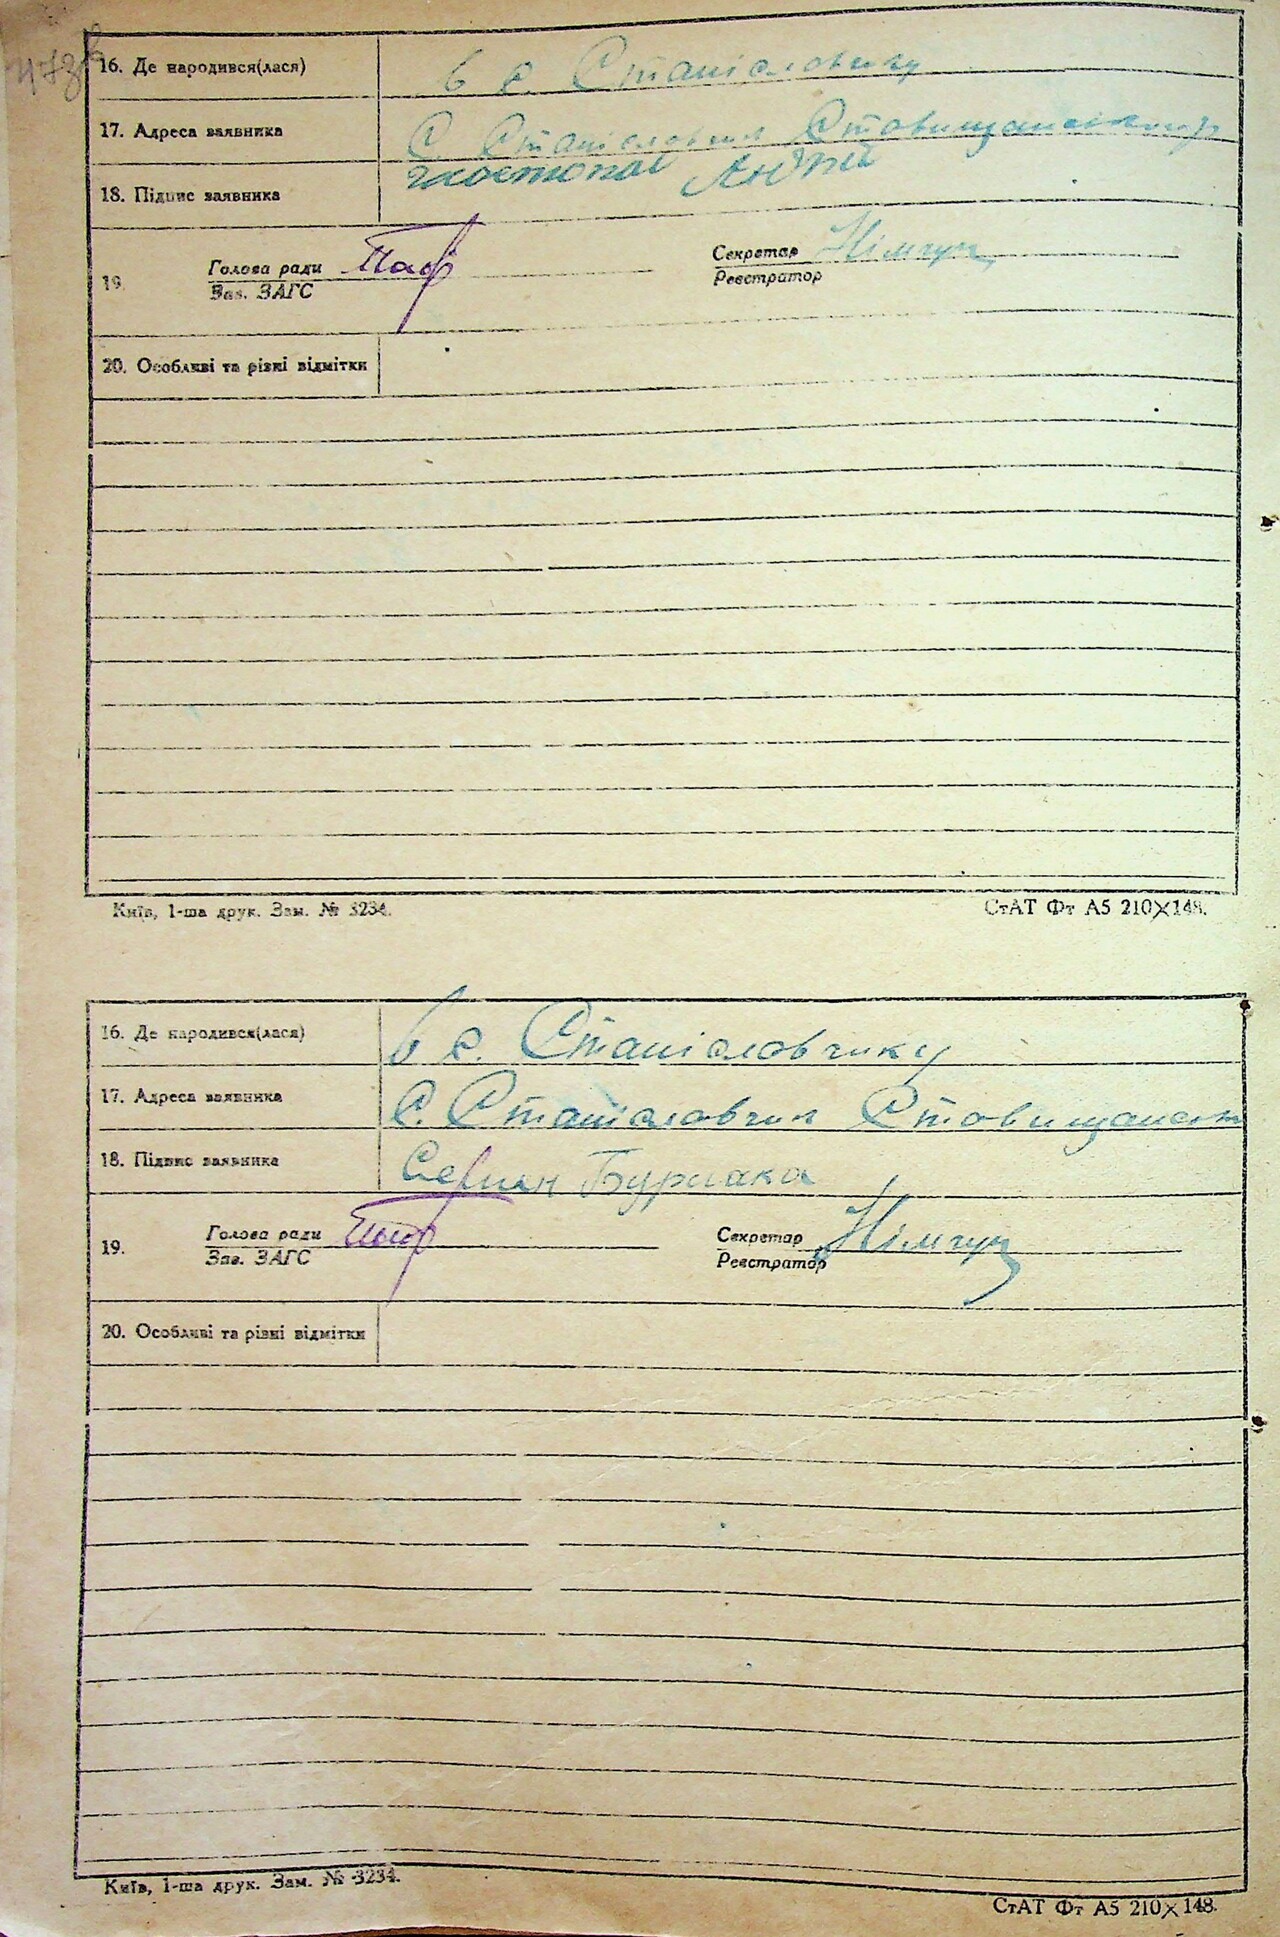 16. Де народився(лася) в с. Станіславчику
17. Адреса заявника С. Станіславчик Ставищанськ
18. Підпис заявника Андрій
19. Голова ради Секретар Німчук
Зав. ЗАГС Реєстратор
20. Особливі та різні відмітки
Київ, 1-ша друк. Зам. № 3234. СтАТ Фт А5 210×148.
16. Де народився(лася) в с. Станіславчику
17. Адреса заявника С. Станіславчик Ставищанськ
18. Підпис заявника Бурлака
19. Голова ради Секретар Німчук
Зав. ЗАГС Реєстратор
20. Особливі та різні відмітки
Київ, 1-ша друк. Зам. № 3234.
СтАТ Фт А5 210×148.